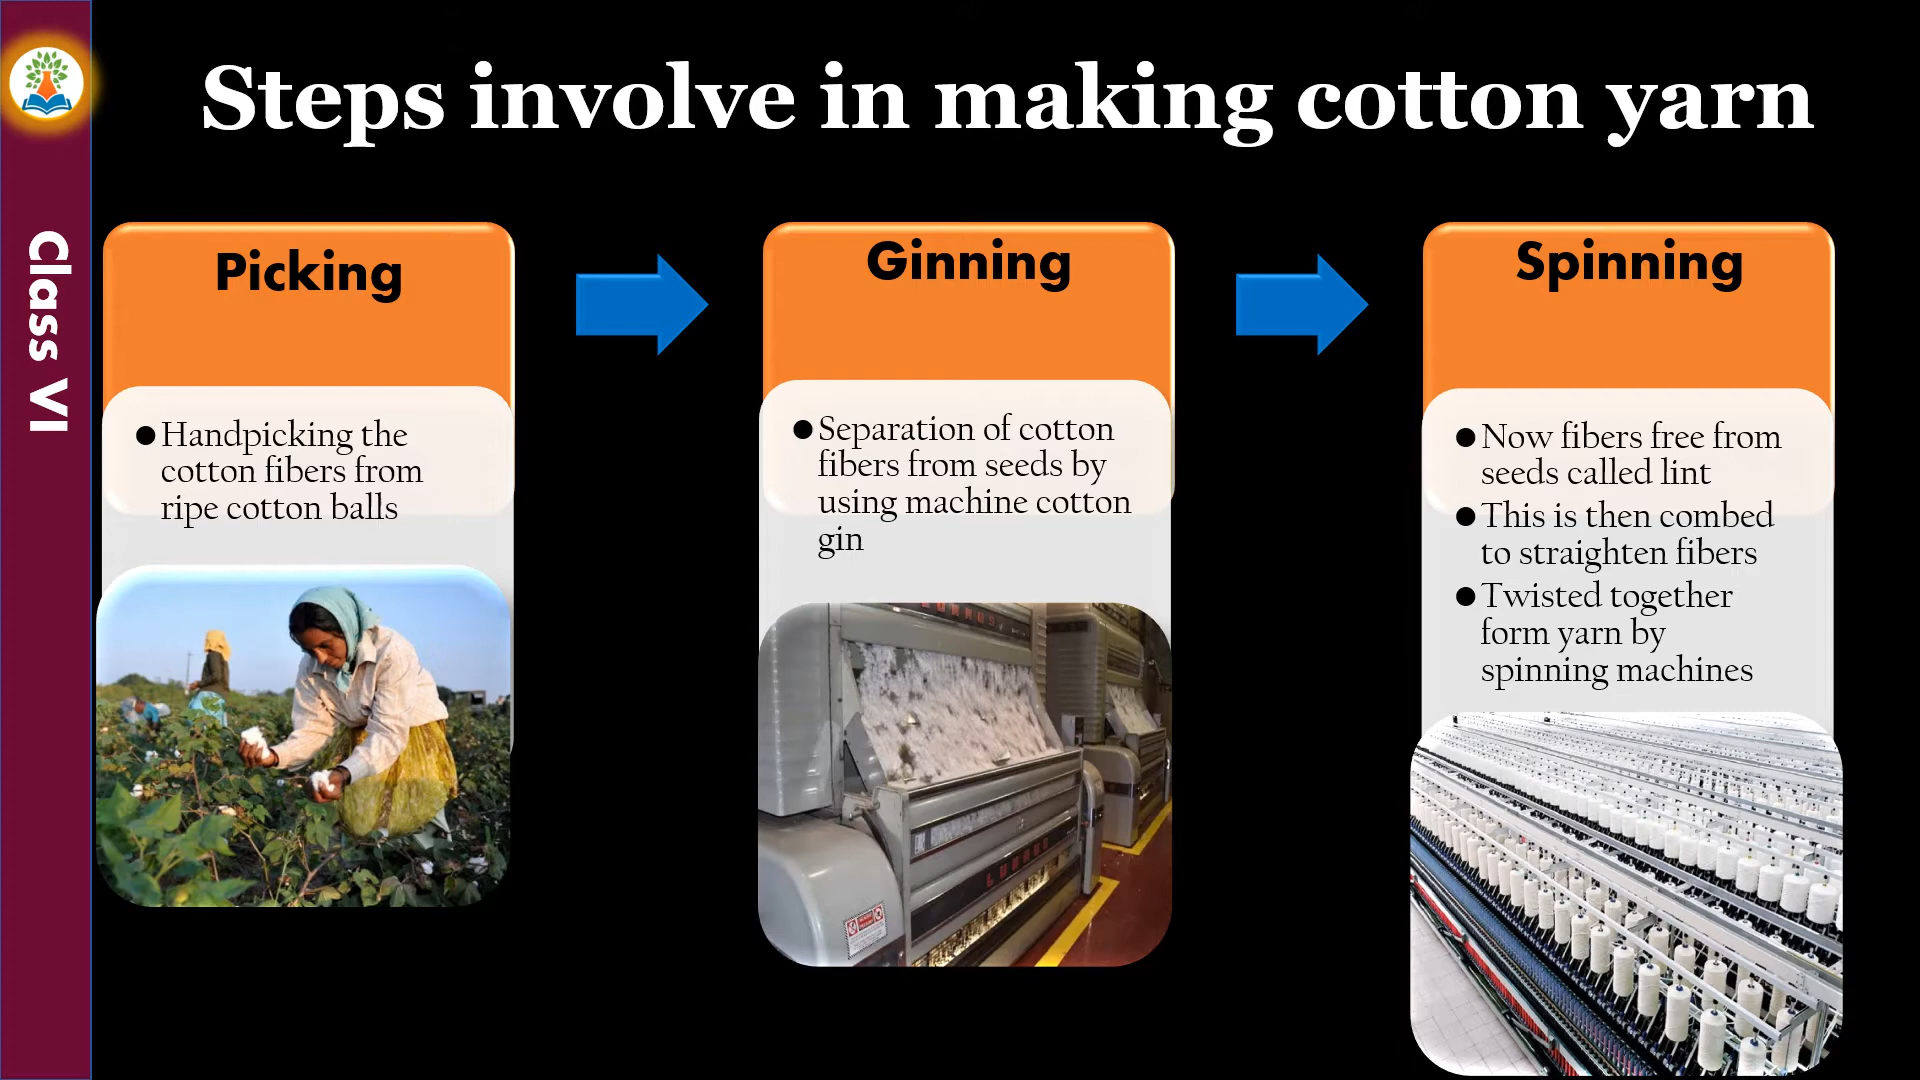 Steps involve in making cotton yarn
Class VI
Picking
● Handpicking the
cotton fibers from
ripe cotton balls
Ginning
● Separation of cotton
fibers from seeds by
using machine cotton
gin
LUMMUS
Spinning
● Now fibers free from
seeds called lint
● This is then combed
to straighten fibers
● Twisted together
form yarn by
spinning machines